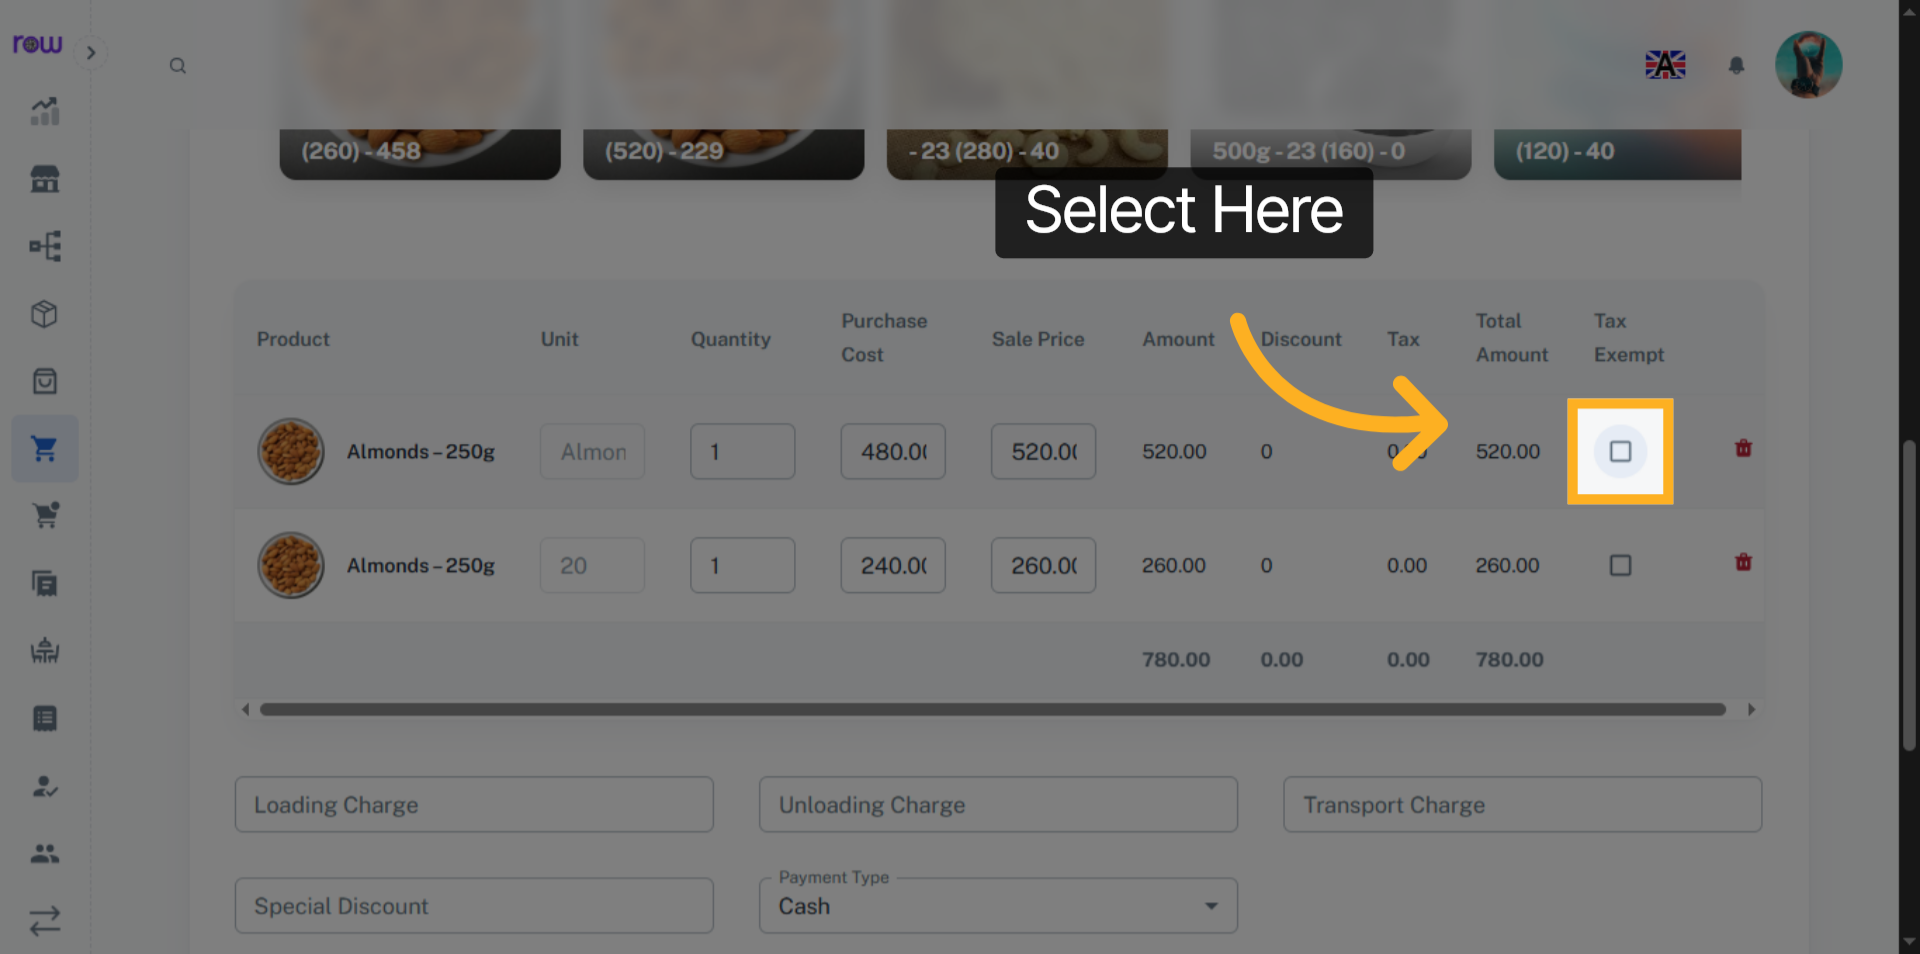 row
A
(260) - 458
(520) - 229
- 23 (280) - 40
500g - 23 (160) - 0
(120) - 40
Select Here
Product
Unit
Quantity
Purchase
Cost
Sale Price
Amount
Discount
Tax
Total
Amount
Tax
Exempt
Almonds – 250g
Almon
1
480.0(
520.0(
520.00
0
520.00
Almonds – 250g
20
1
240.0(
260.0(
260.00
0
0.00
260.00
780.00
0.00
0.00
780.00
Loading Charge
Unloading Charge
Transport Charge
Special Discount
Payment Type
Cash